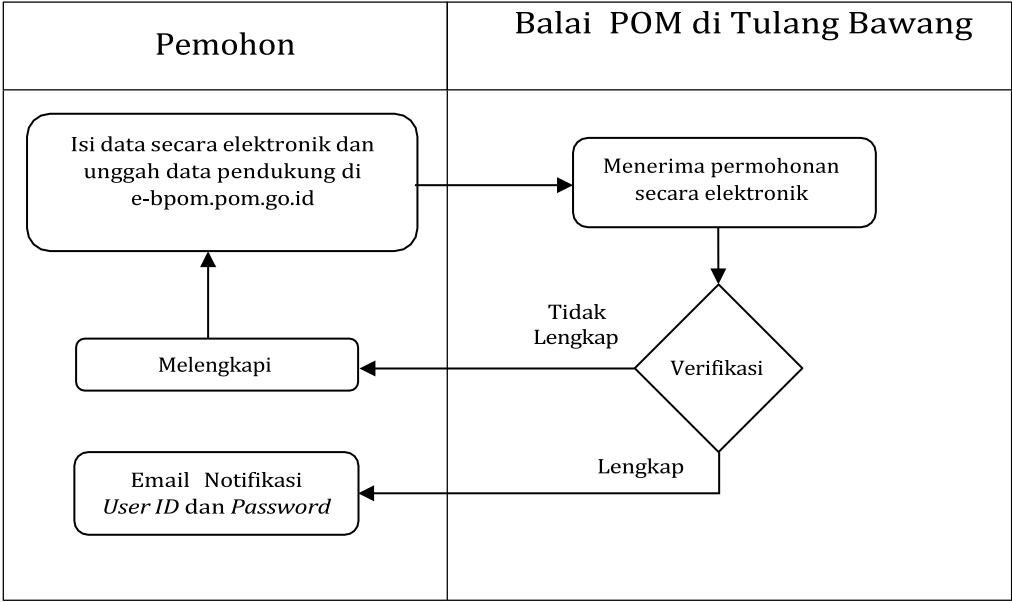 Pemohon
Balai POM di Tulang Bawang
Isi data secara elektronik dan
unggah data pendukung di
e-bpom.pom.go.id
Menerima permohonan
secara elektronik
Tidak
Lengkap
Melengkapi
Verifikasi
Lengkap
Email Notifikasi
User ID dan Password